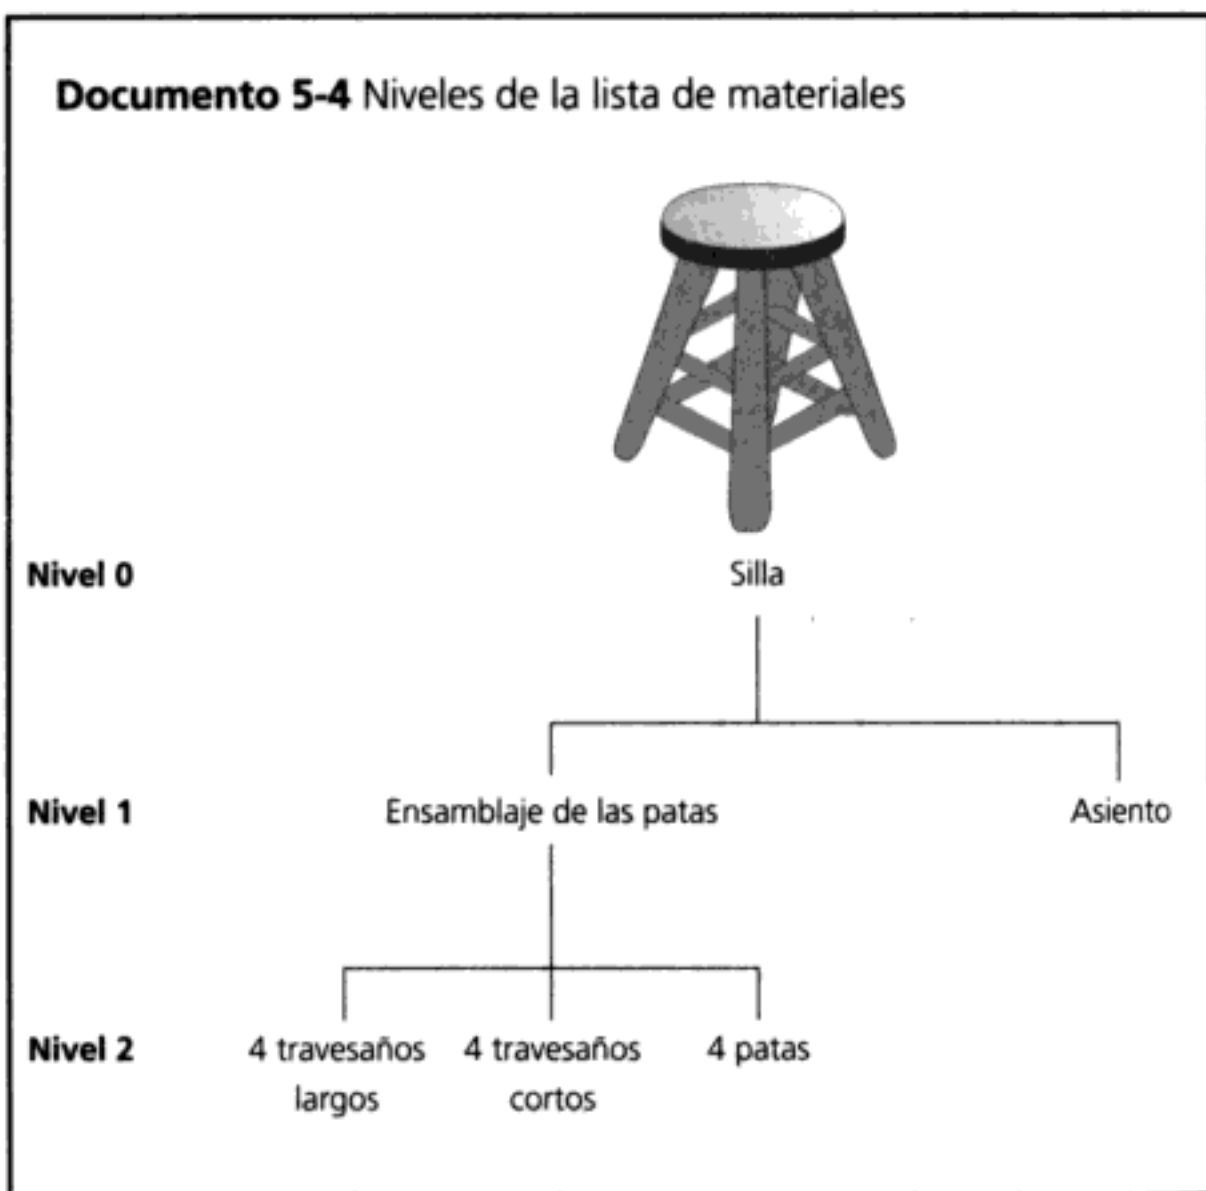 Documento 5-4 Niveles de la lista de materiales
Nivel 0
Silla
Nivel 1
Ensamblaje de las patas
Asiento
Nivel 2
4 travesaños
largos
4 travesaños
cortos
4 patas